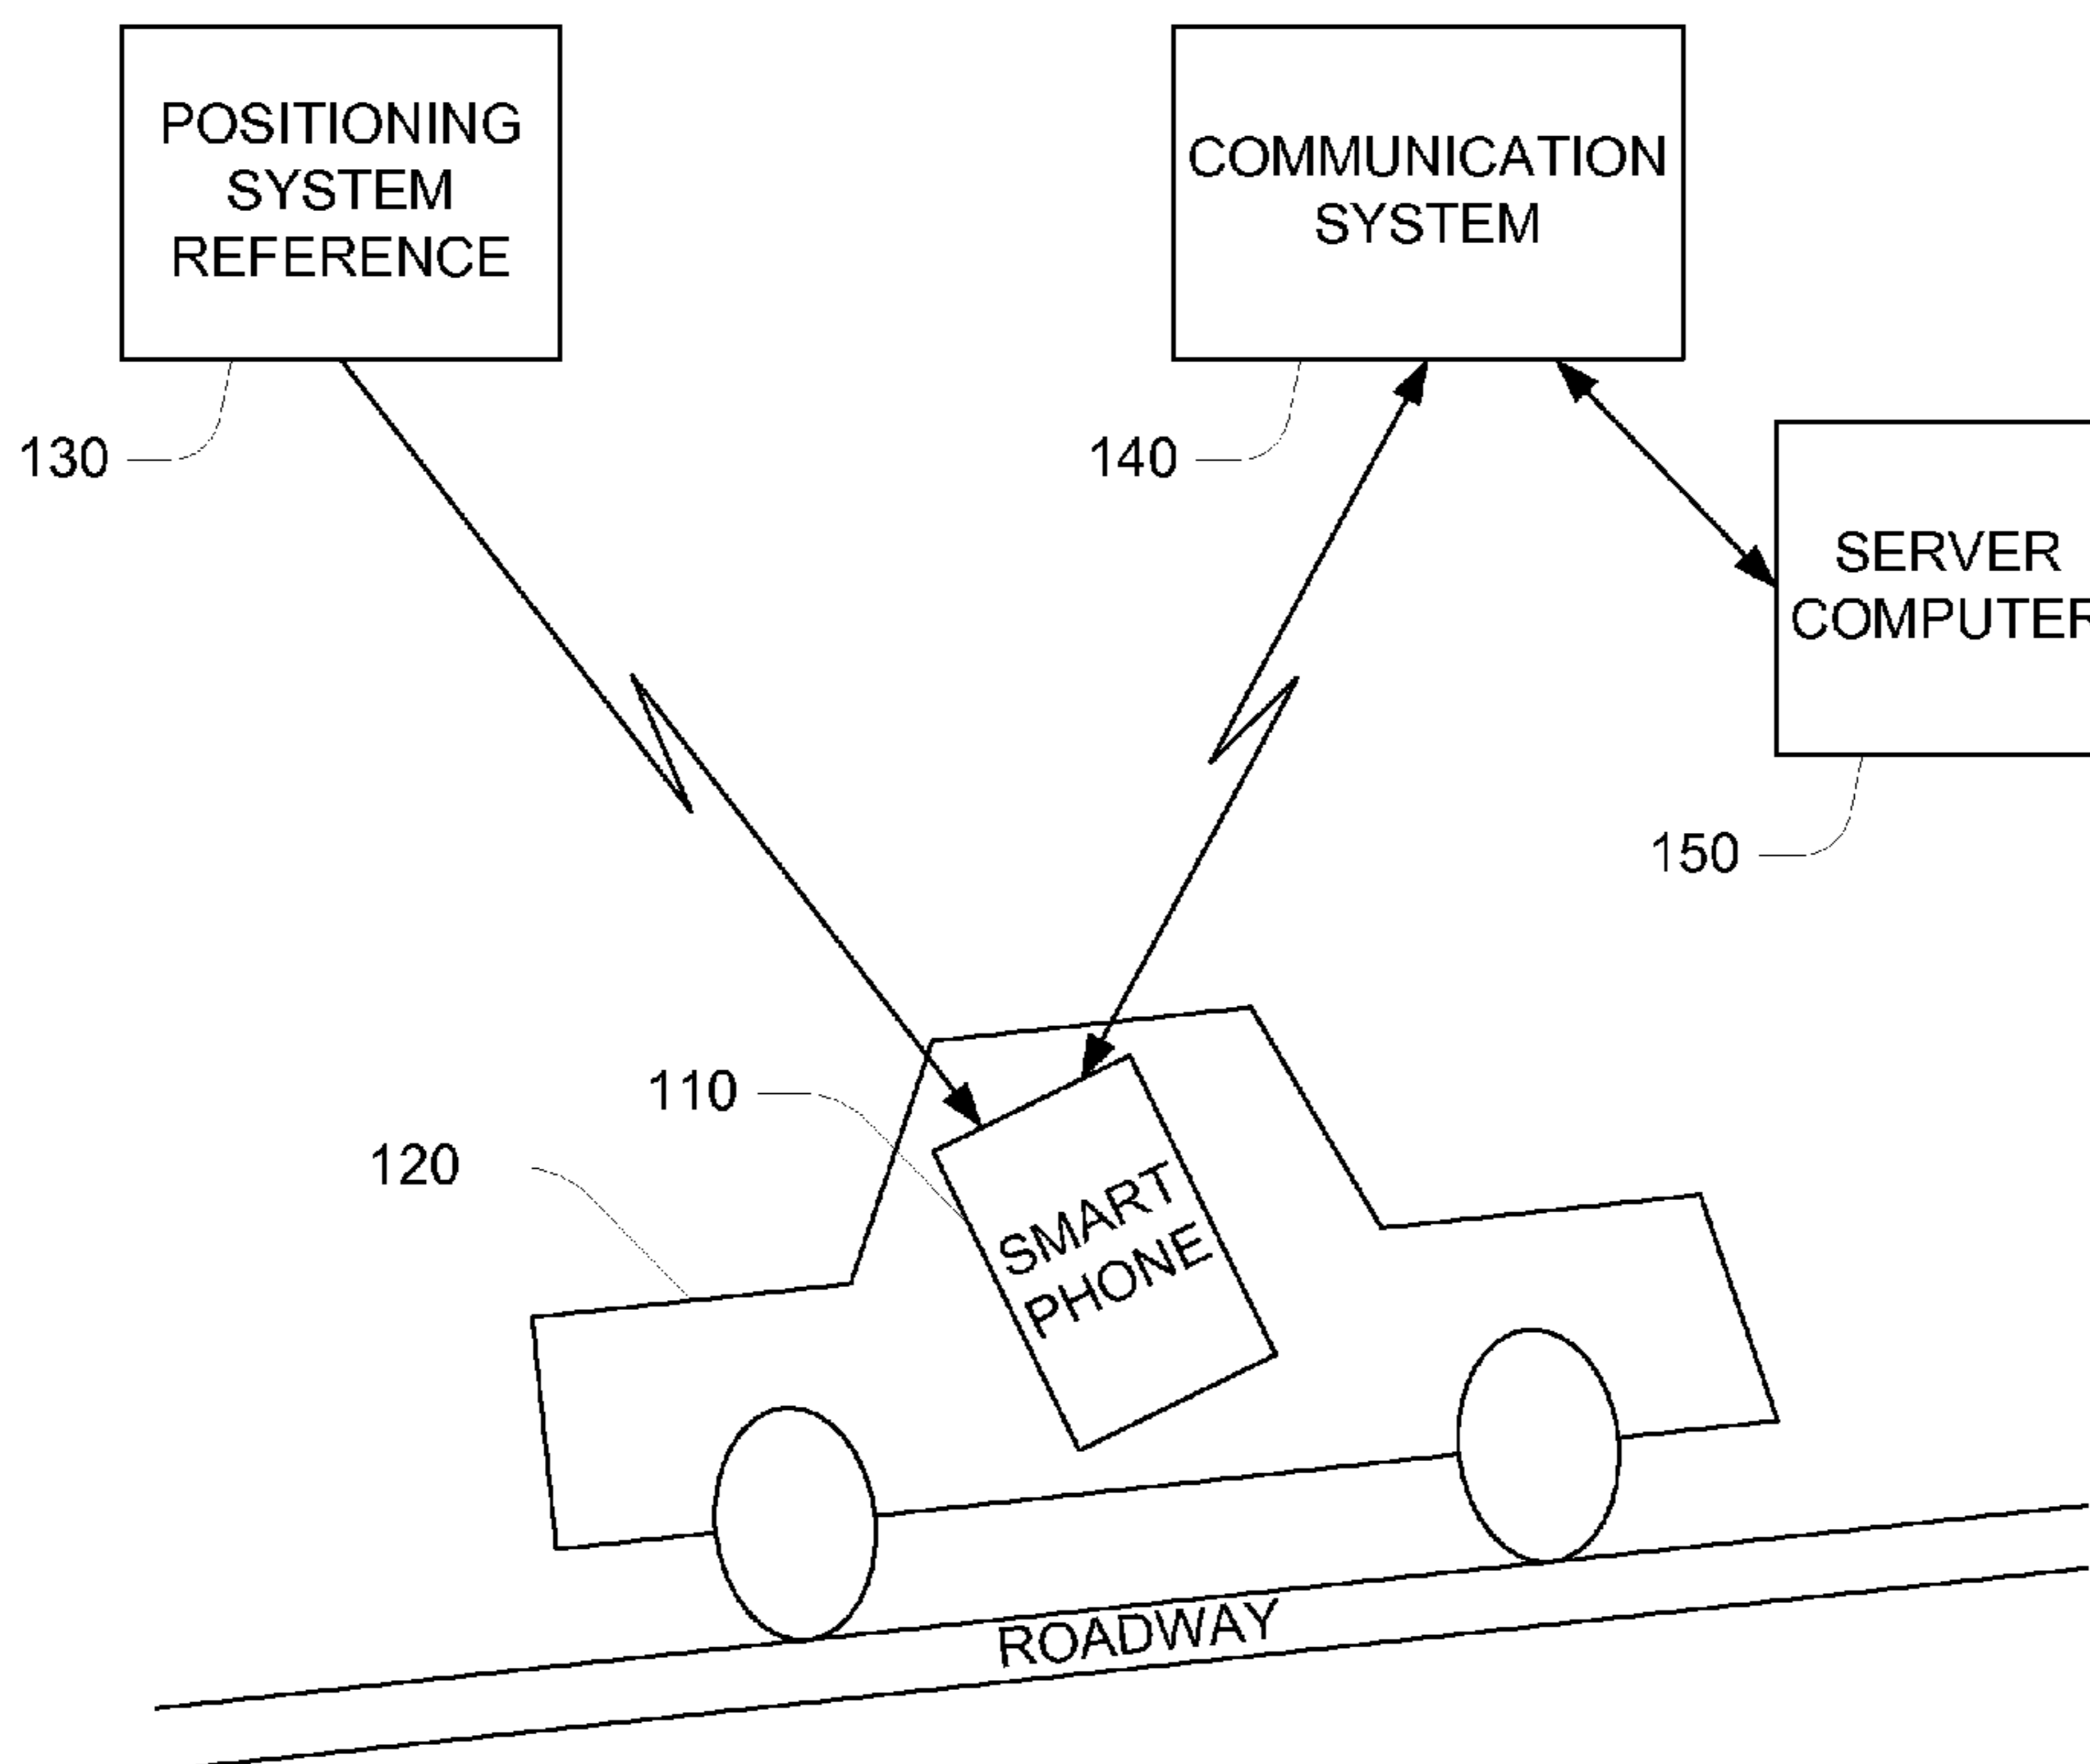 POSITIONING
SYSTEM
REFERENCE
COMMUNICATION
SYSTEM
130
140
SERVER
COMPUTER
150
110
120
SMART
PHONE
ROADWAY